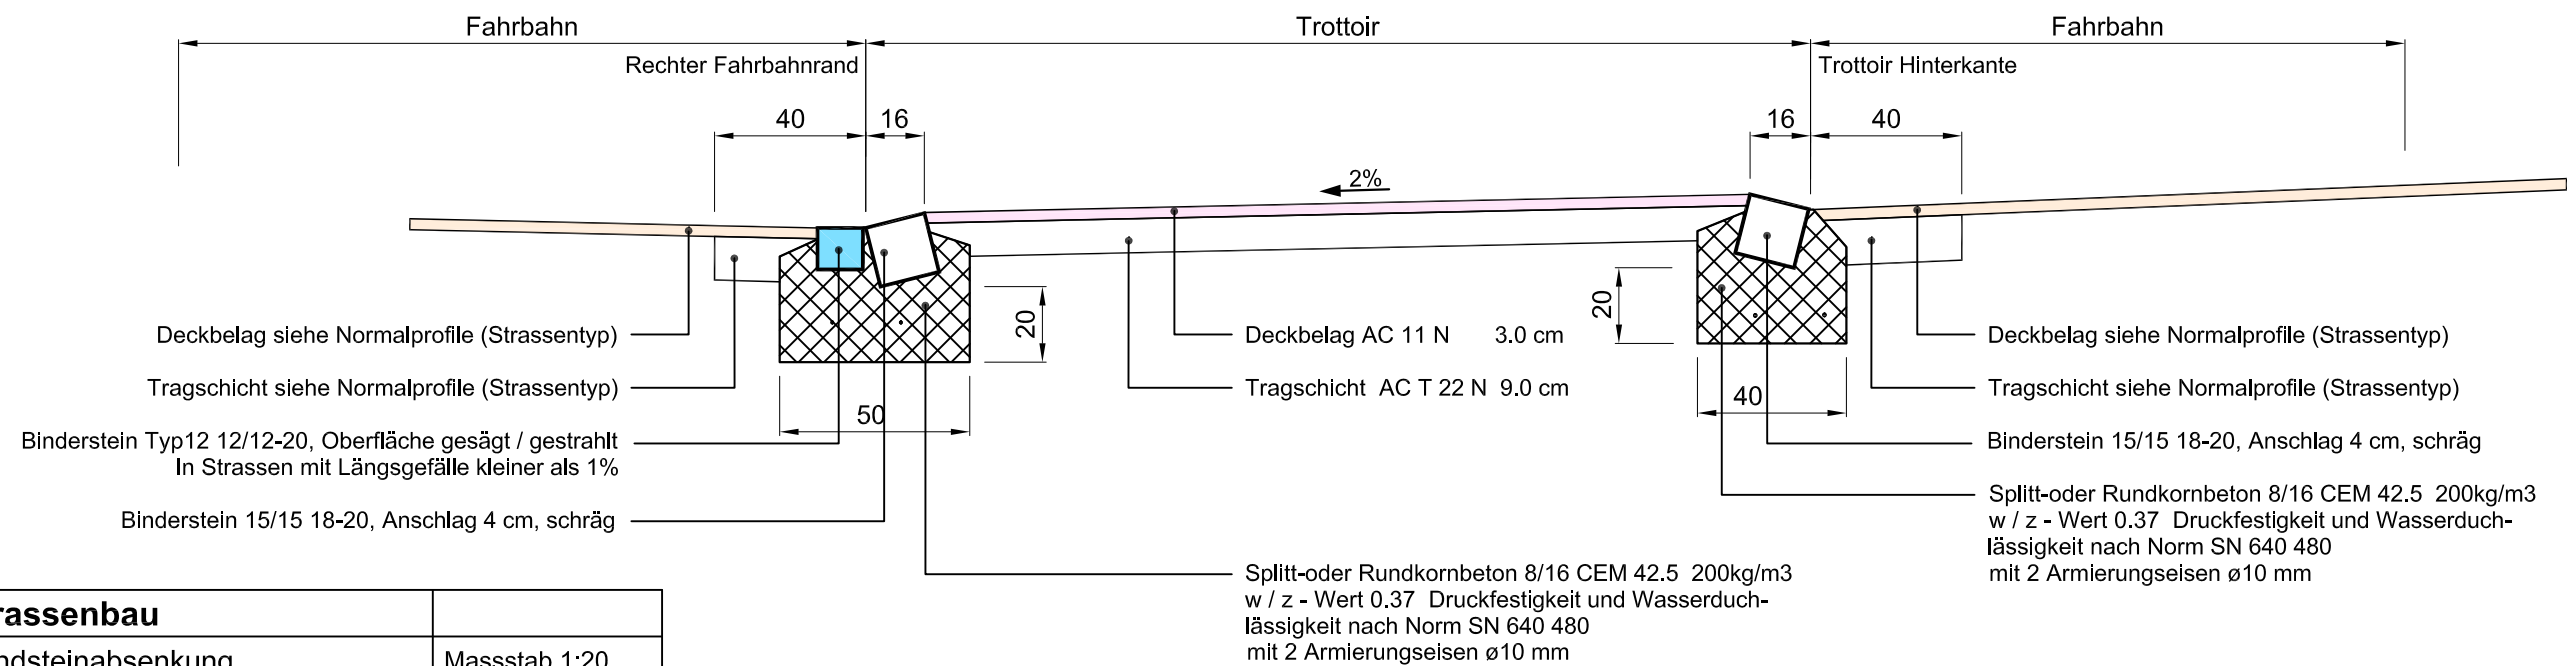 Fahrbahn
Trottoir
Fahrbahn
Rechter Fahrbahnrand
Trottoir Hinterkante
40
16
16
40
2%
20
20
Deckbelag siehe Normalprofile (Strassentyp)
Tragschicht siehe Normalprofile (Strassentyp)
50
Binderstein Typ12 12/12-20, Oberfläche gesägt / gestrahlt
In Strassen mit Längsgefälle kleiner als 1%
Binderstein 15/15 18-20, Anschlag 4 cm, schräg
Deckbelag AC 11 N 3.0 cm
Tragschicht AC T 22 N 9.0 cm
Splitt-oder Rundkornbeton 8/16 CEM 42.5 200kg/m3
w / z - Wert 0.37 Druckfestigkeit und Wasserduch-
lässigkeit nach Norm SN 640 480
mit 2 Armierungseisen ø10 mm
40
Deckbelag siehe Normalprofile (Strassentyp)
Tragschicht siehe Normalprofile (Strassentyp)
Binderstein 15/15 18-20, Anschlag 4 cm, schräg
Splitt-oder Rundkornbeton 8/16 CEM 42.5 200kg/m3
w / z - Wert 0.37 Druckfestigkeit und Wasserduch-
lässigkeit nach Norm SN 640 480
mit 2 Armierungseisen ø10 mm
rassenbau
ndsteinabsenkung
Massstab 1:20